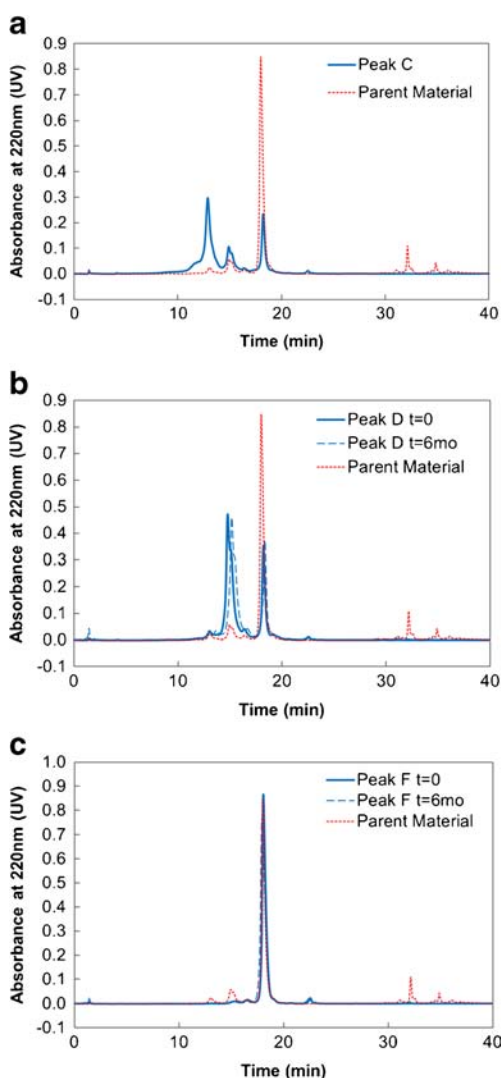 a
0.9
0.8
0.7
0.6
0.5
0.4
0.3
0.2
0.1
0.0
-0.1
Absorbance at 220nm (UV)
Peak C
Parent Material
0 10 20 30 40
Time (min)
b
0.9
0.8
0.7
0.6
0.5
0.4
0.3
0.2
0.1
0.0
-0.1
Absorbance at 220nm (UV)
Peak D t=0
Peak D t=6mo
Parent Material
0 10 20 30 40
Time (min)
c
1.0
0.9
0.8
0.7
0.6
0.5
0.4
0.3
0.2
0.1
0.0
-0.1
Absorbance at 220nm (UV)
Peak F t=0
Peak F t=6mo
Parent Material
0 10 20 30 40
Time (min)